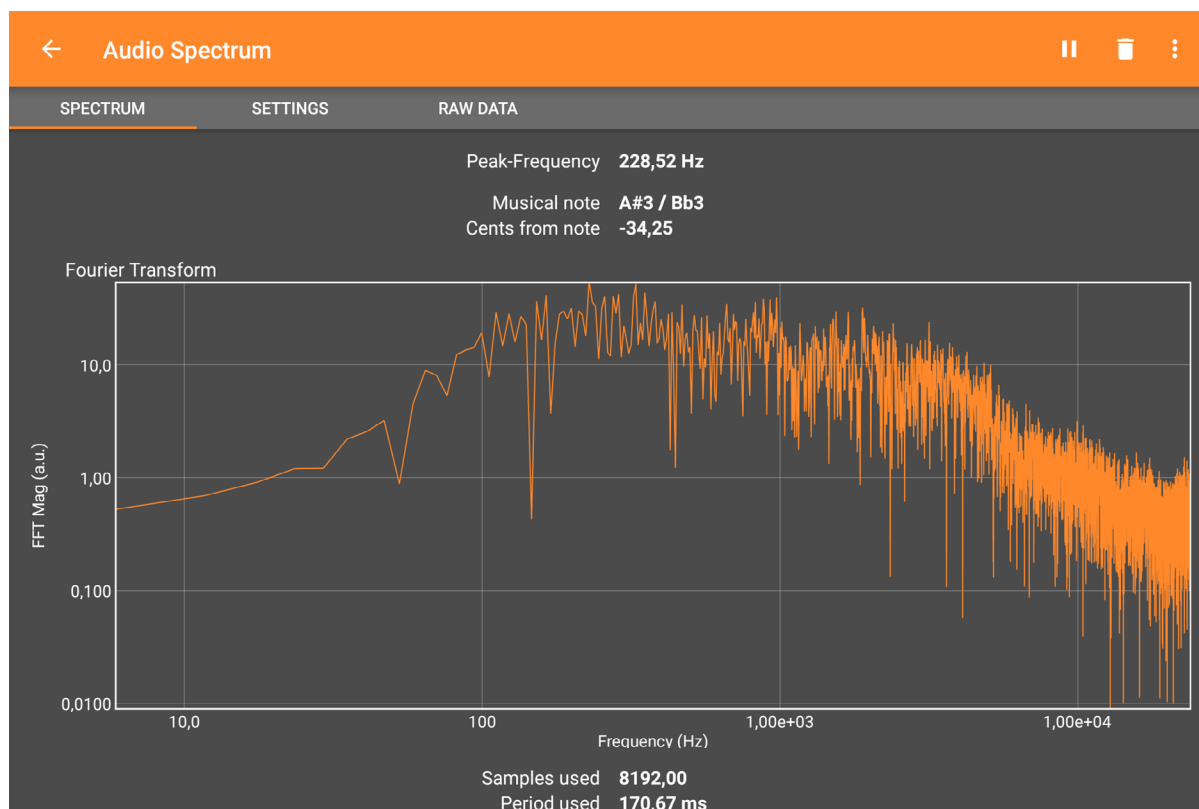 Audio Spectrum
SPECTRUM SETTINGS RAW DATA
Peak-Frequency 228,52 Hz
Musical note A#3 / Bb3
Cents from note -34,25
Fourier Transform
FFT Mag (a.u.)
10,0
1,00
0,100
0,0100
10,0 100 1,00e+03 1,00e+04
Frequency (Hz)
Samples used 8192,00
Period used 170,67 ms